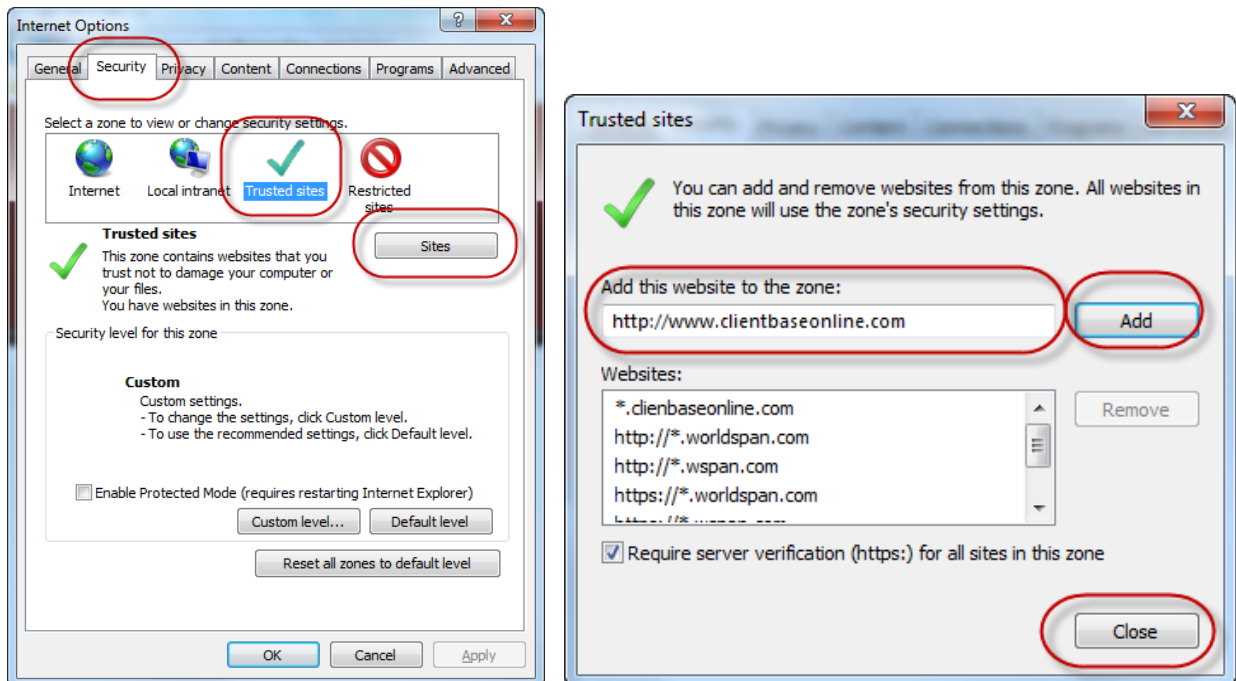 Internet Options
General Security Privacy Content Connections Programs Advanced
Select a zone to view or change security settings.
Internet Local intranet Trusted sites Restricted
sites
Trusted sites
Sites
This zone contains websites that you
trust not to damage your computer or
your files.
You have websites in this zone.
Security level for this zone
Custom
Custom settings.
- To change the settings, click Custom level.
- To use the recommended settings, click Default level.
Enable Protected Mode (requires restarting Internet Explorer)
Custom level... Default level
Reset all zones to default level
OK Cancel Apply
Trusted sites
You can add and remove websites from this zone. All websites in
this zone will use the zone's security settings.
Add this website to the zone:
http://www.clientbaseonline.com Add
Websites:
*.clienbaseonline.com Remove
http://*.worldspan.com
http://*.wspan.com
https://*.worldspan.com
Require server verification (https:) for all sites in this zone
Close